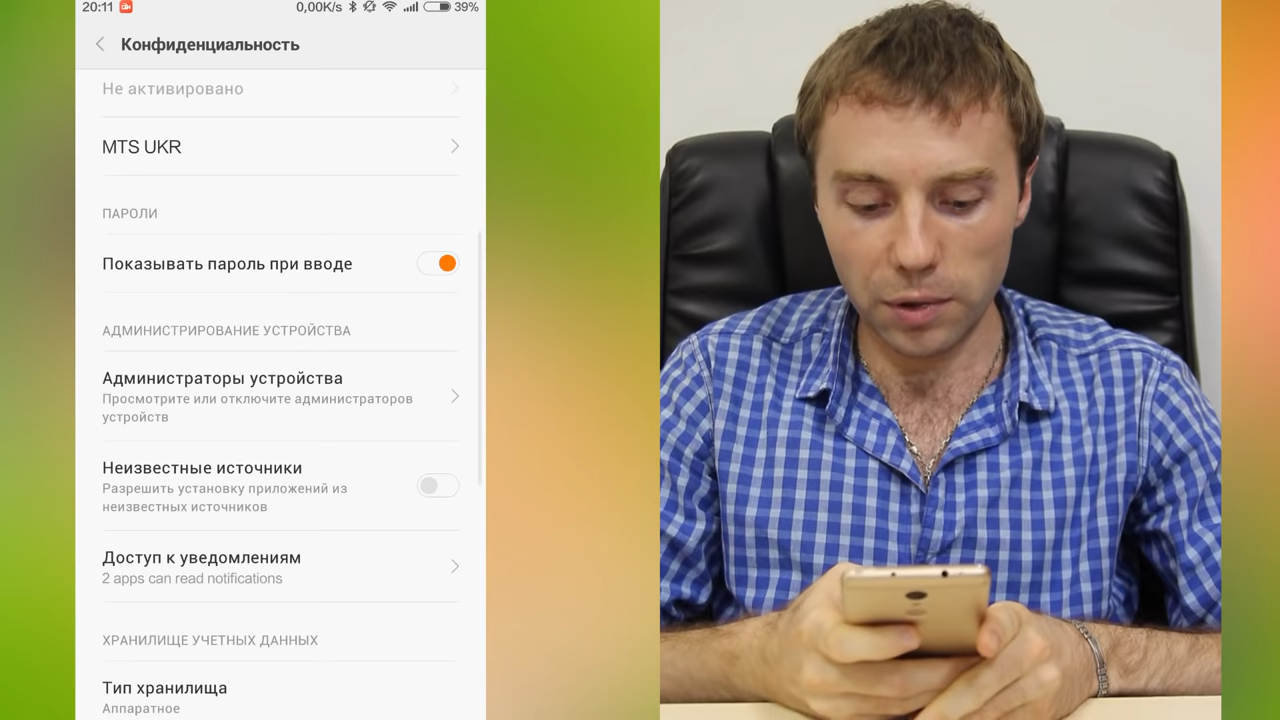 20:11 0,00K/s 39%
Конфиденциальность
Не активировано
MTS UKR
ПАРОЛИ
Показывать пароль при вводе
АДМИНИСТРИРОВАНИЕ УСТРОЙСТВА
Администраторы устройства
Просмотрите или отключите администраторов
устройств
Неизвестные источники
Разрешить установку приложений из
неизвестных источников
Доступ к уведомлениям
2 apps can read notifications
ХРАНИЛИЩЕ УЧЕТНЫХ ДАННЫХ
Тип хранилища
Аппаратное